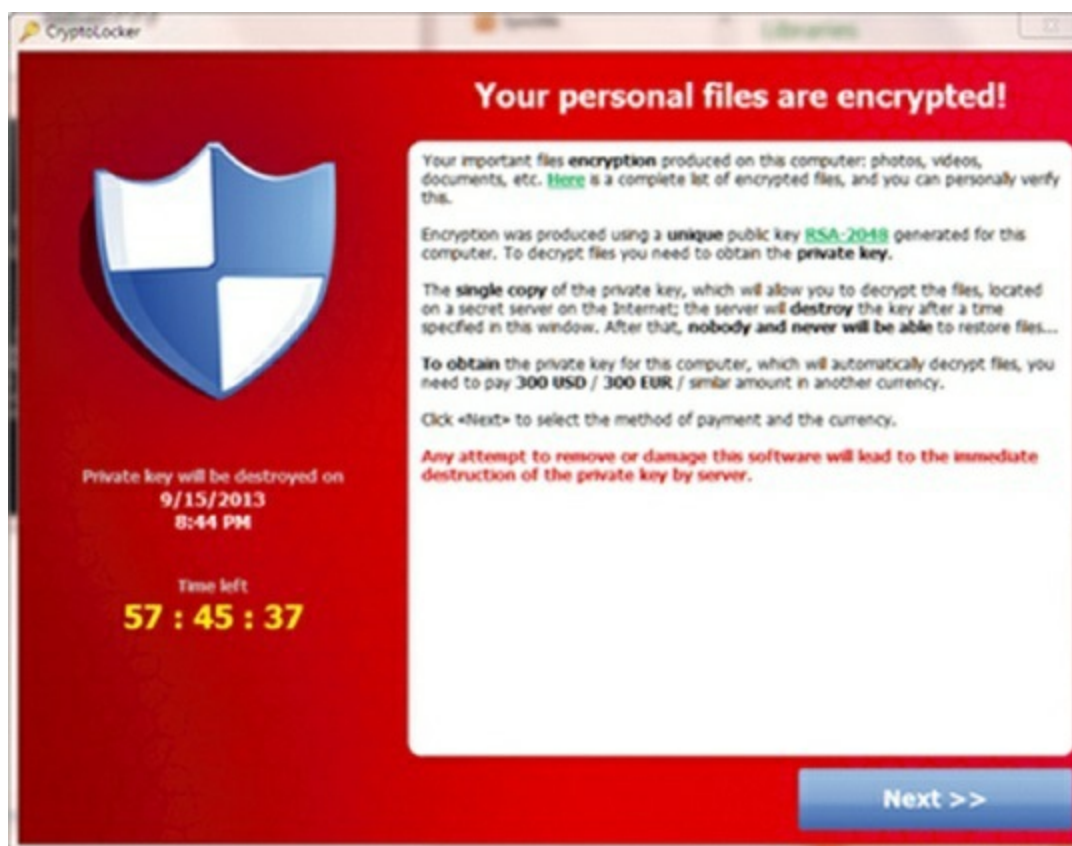 CryptoLocker
Libraries
Your personal files are encrypted!
Your important files encryption produced on this computer: photos, videos,
documents, etc. Here is a complete list of encrypted files, and you can personally verify
this.
Encryption was produced using a unique public key RSA-2048 generated for this
computer. To decrypt files you need to obtain the private key.
The single copy of the private key, which will allow you to decrypt the files, located
on a secret server on the Internet; the server will destroy the key after a time
specified in this window. After that, nobody and never will be able to restore files...
To obtain the private key for this computer, which will automatically decrypt files, you
need to pay 300 USD / 300 EUR / similar amount in another currency.
Click «Next» to select the method of payment and the currency.
Any attempt to remove or damage this software will lead to the immediate
destruction of the private key by server.
Private key will be destroyed on
9/15/2013
8:44 PM
Time left
57 : 45 : 37
Next >>